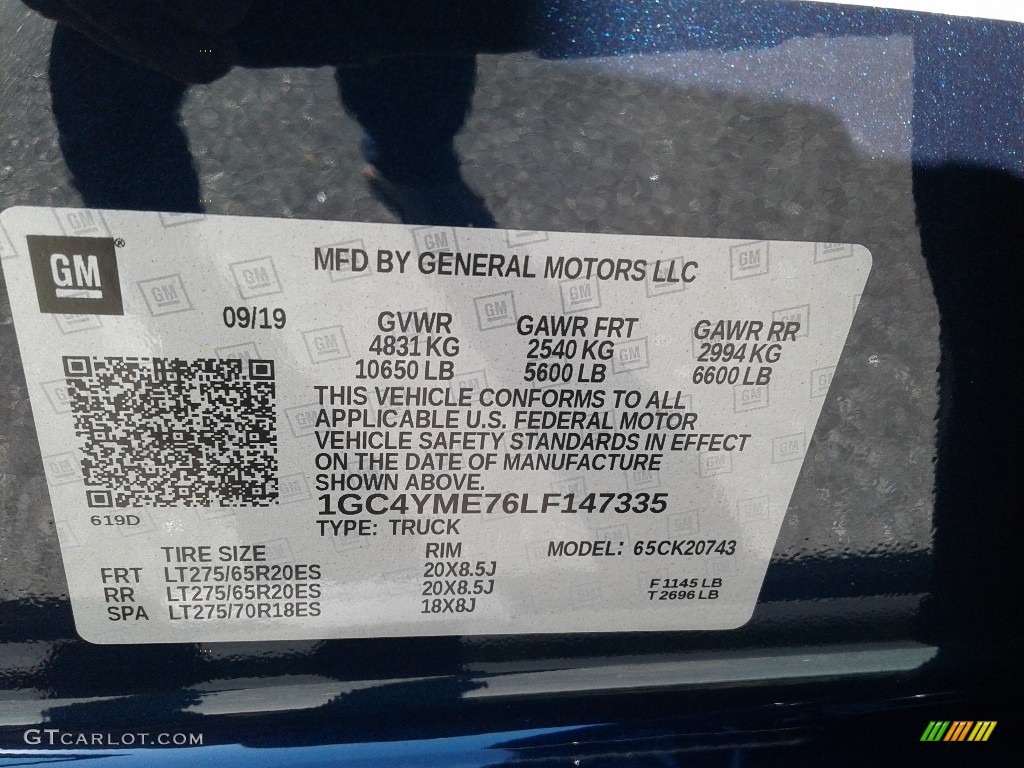 GM®
MFD BY GENERAL MOTORS LLC
09/19
GVWR GAWR FRT GAWR RR
4831 KG 2540 KG 2994 KG
10650 LB 5600 LB 6600 LB
THIS VEHICLE CONFORMS TO ALL
APPLICABLE U.S. FEDERAL MOTOR
VEHICLE SAFETY STANDARDS IN EFFECT
ON THE DATE OF MANUFACTURE
SHOWN ABOVE.
1GC4YME76LF147335
TYPE: TRUCK
619D
TIRE SIZE RIM MODEL: 65CK20743
FRT LT275/65R20ES 20X8.5J
RR LT275/65R20ES 20X8.5J
SPA LT275/70R18ES 18X8J
F 1145 LB
T 2696 LB
GTCARLOT.COM